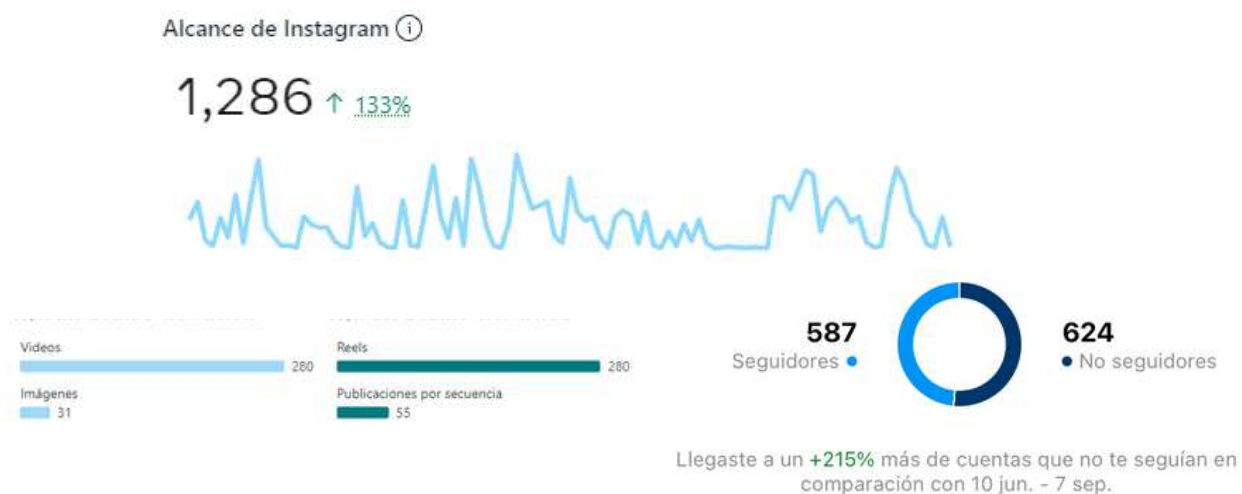 Alcance de Instagram
1,286 ↑ 133%
Videos
280
Imágenes
31
Reels
280
Publicaciones por secuencia
55
587
Seguidores
624
No seguidores
Llegaste a un +215% más de cuentas que no te seguían en
comparación con 10 jun. - 7 sep.